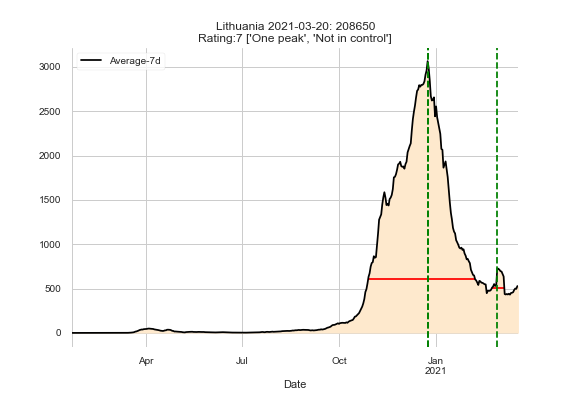 Lithuania 2021-03-20: 208650
Rating:7 ['One peak', 'Not in control']
Average-7d
3000
2500
2000
1500
1000
500
0
Apr
Jul
Oct
Jan
2021
Date